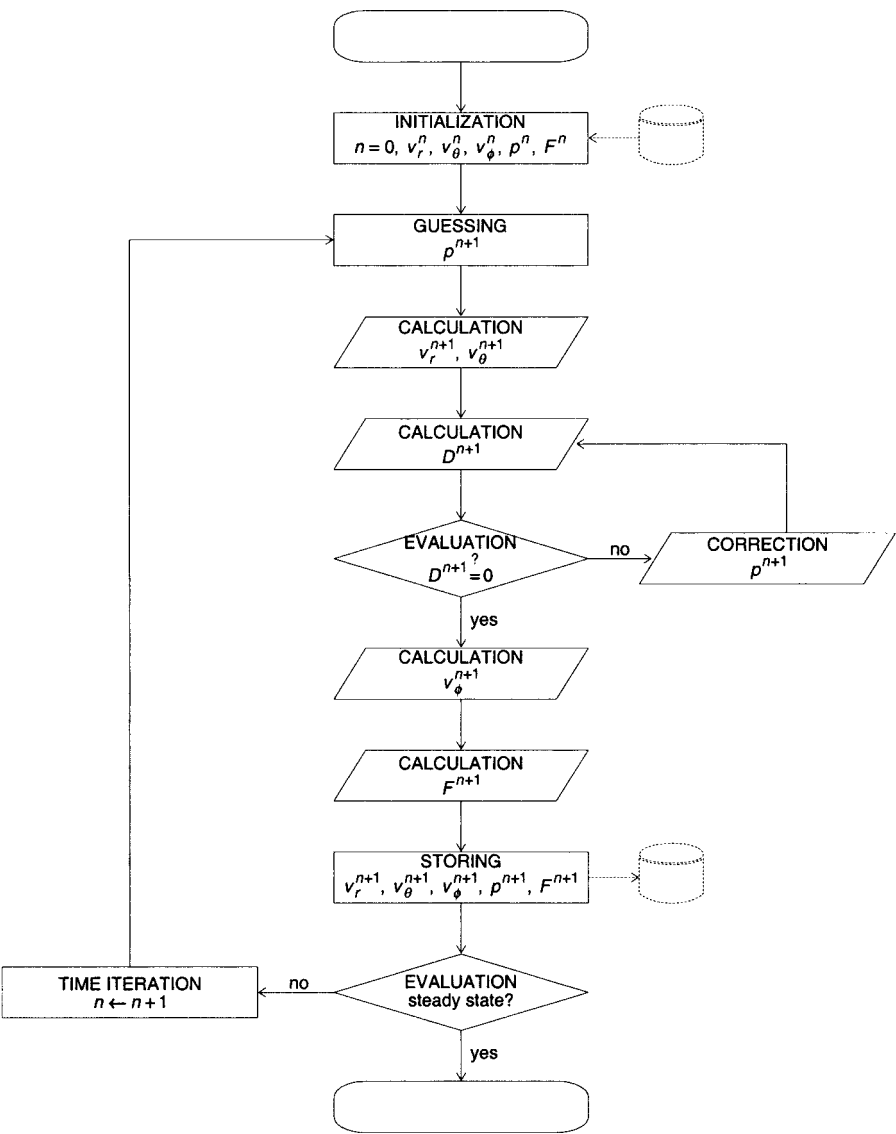 INITIALIZATION
n = 0, v_r^n, v_θ^n, v_ϕ^n, p^n, F^n
GUESSING
p^{n+1}
CALCULATION
v_r^{n+1}, v_θ^{n+1}
CALCULATION
D^{n+1}
EVALUATION
D^{n+1} =^? 0
no
CORRECTION
p^{n+1}
yes
CALCULATION
v_ϕ^{n+1}
CALCULATION
F^{n+1}
STORING
v_r^{n+1}, v_θ^{n+1}, v_ϕ^{n+1}, p^{n+1}, F^{n+1}
EVALUATION
steady state?
no
TIME ITERATION
n ← n + 1
yes